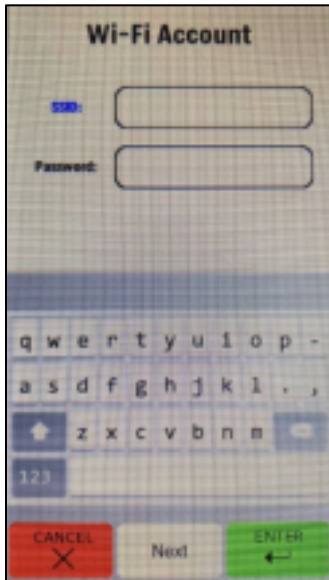 Wi-Fi Account
SSID:
Password:
q w e r t y u i o p -
a s d f g h j k l . ,
z x c v b n m
123
CANCEL Next ENTER